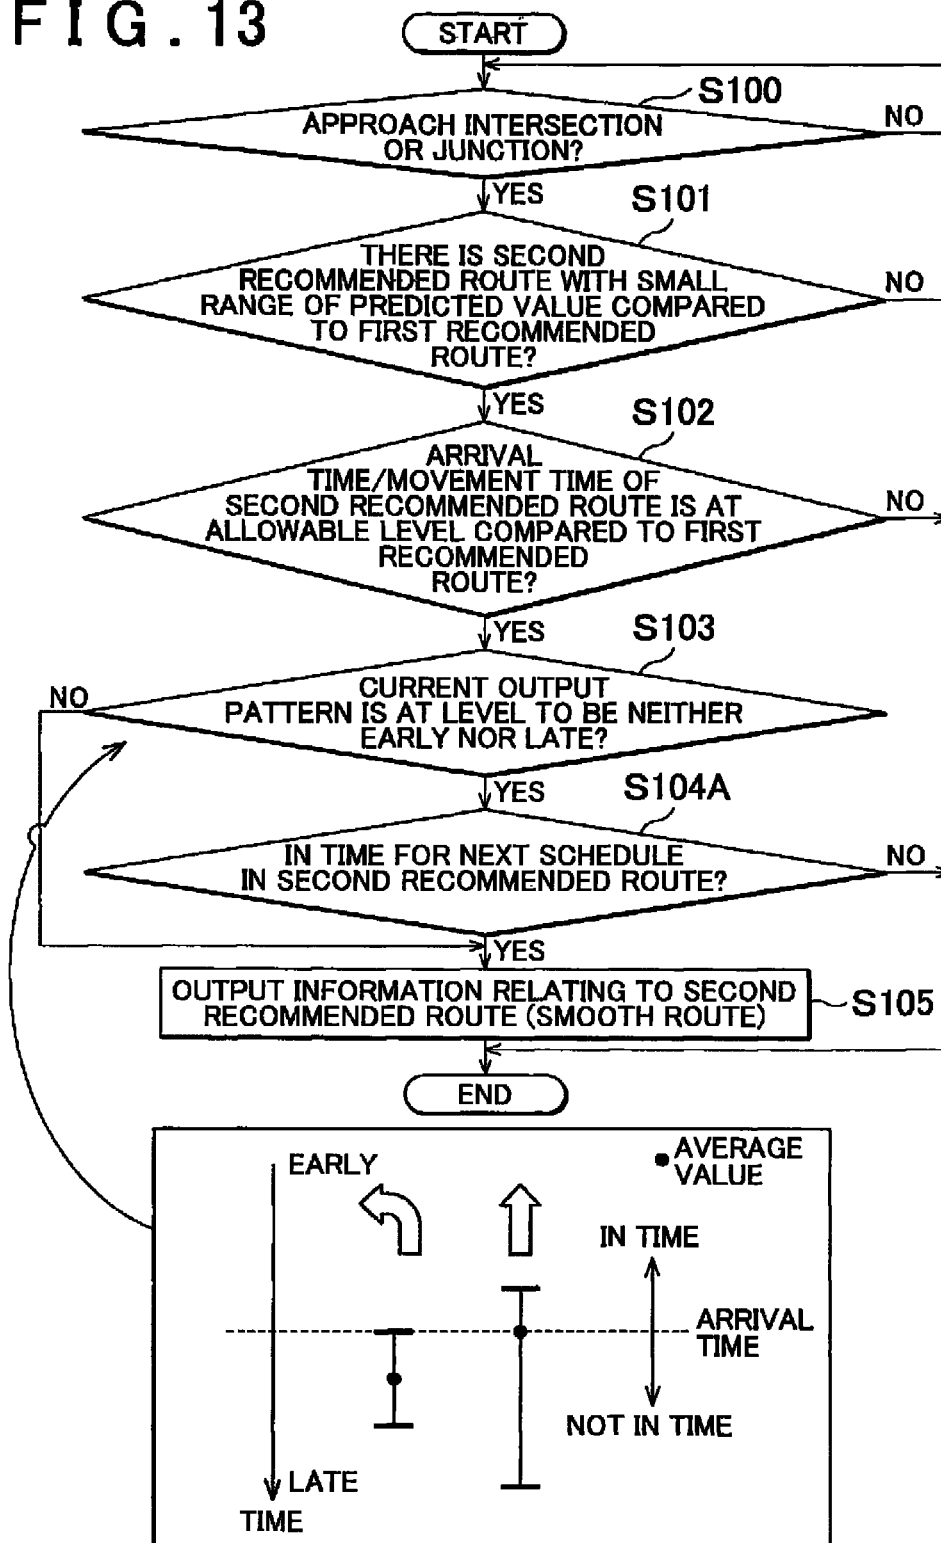 FIG. 13
START
S100
APPROACH INTERSECTION
OR JUNCTION?
NO
YES
S101
THERE IS SECOND
RECOMMENDED ROUTE WITH SMALL
RANGE OF PREDICTED VALUE COMPARED
TO FIRST RECOMMENDED
ROUTE?
NO
YES
S102
ARRIVAL
TIME/MOVEMENT TIME OF
SECOND RECOMMENDED ROUTE IS AT
ALLOWABLE LEVEL COMPARED TO FIRST
RECOMMENDED
ROUTE?
NO
YES
S103
NO
CURRENT OUTPUT
PATTERN IS AT LEVEL TO BE NEITHER
EARLY NOR LATE?
YES
S104A
IN TIME FOR NEXT SCHEDULE
IN SECOND RECOMMENDED ROUTE?
NO
YES
OUTPUT INFORMATION RELATING TO SECOND
RECOMMENDED ROUTE (SMOOTH ROUTE)
S105
END
EARLY
AVERAGE
VALUE
IN TIME
ARRIVAL
TIME
NOT IN TIME
LATE
TIME